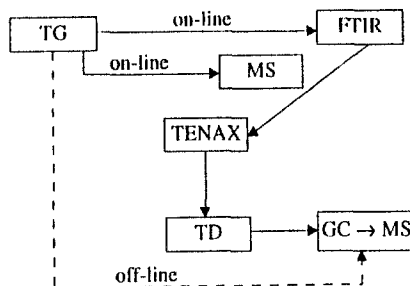 TG
on-line
FTIR
on-line
MS
TENAX
TD
GC → MS
off-line